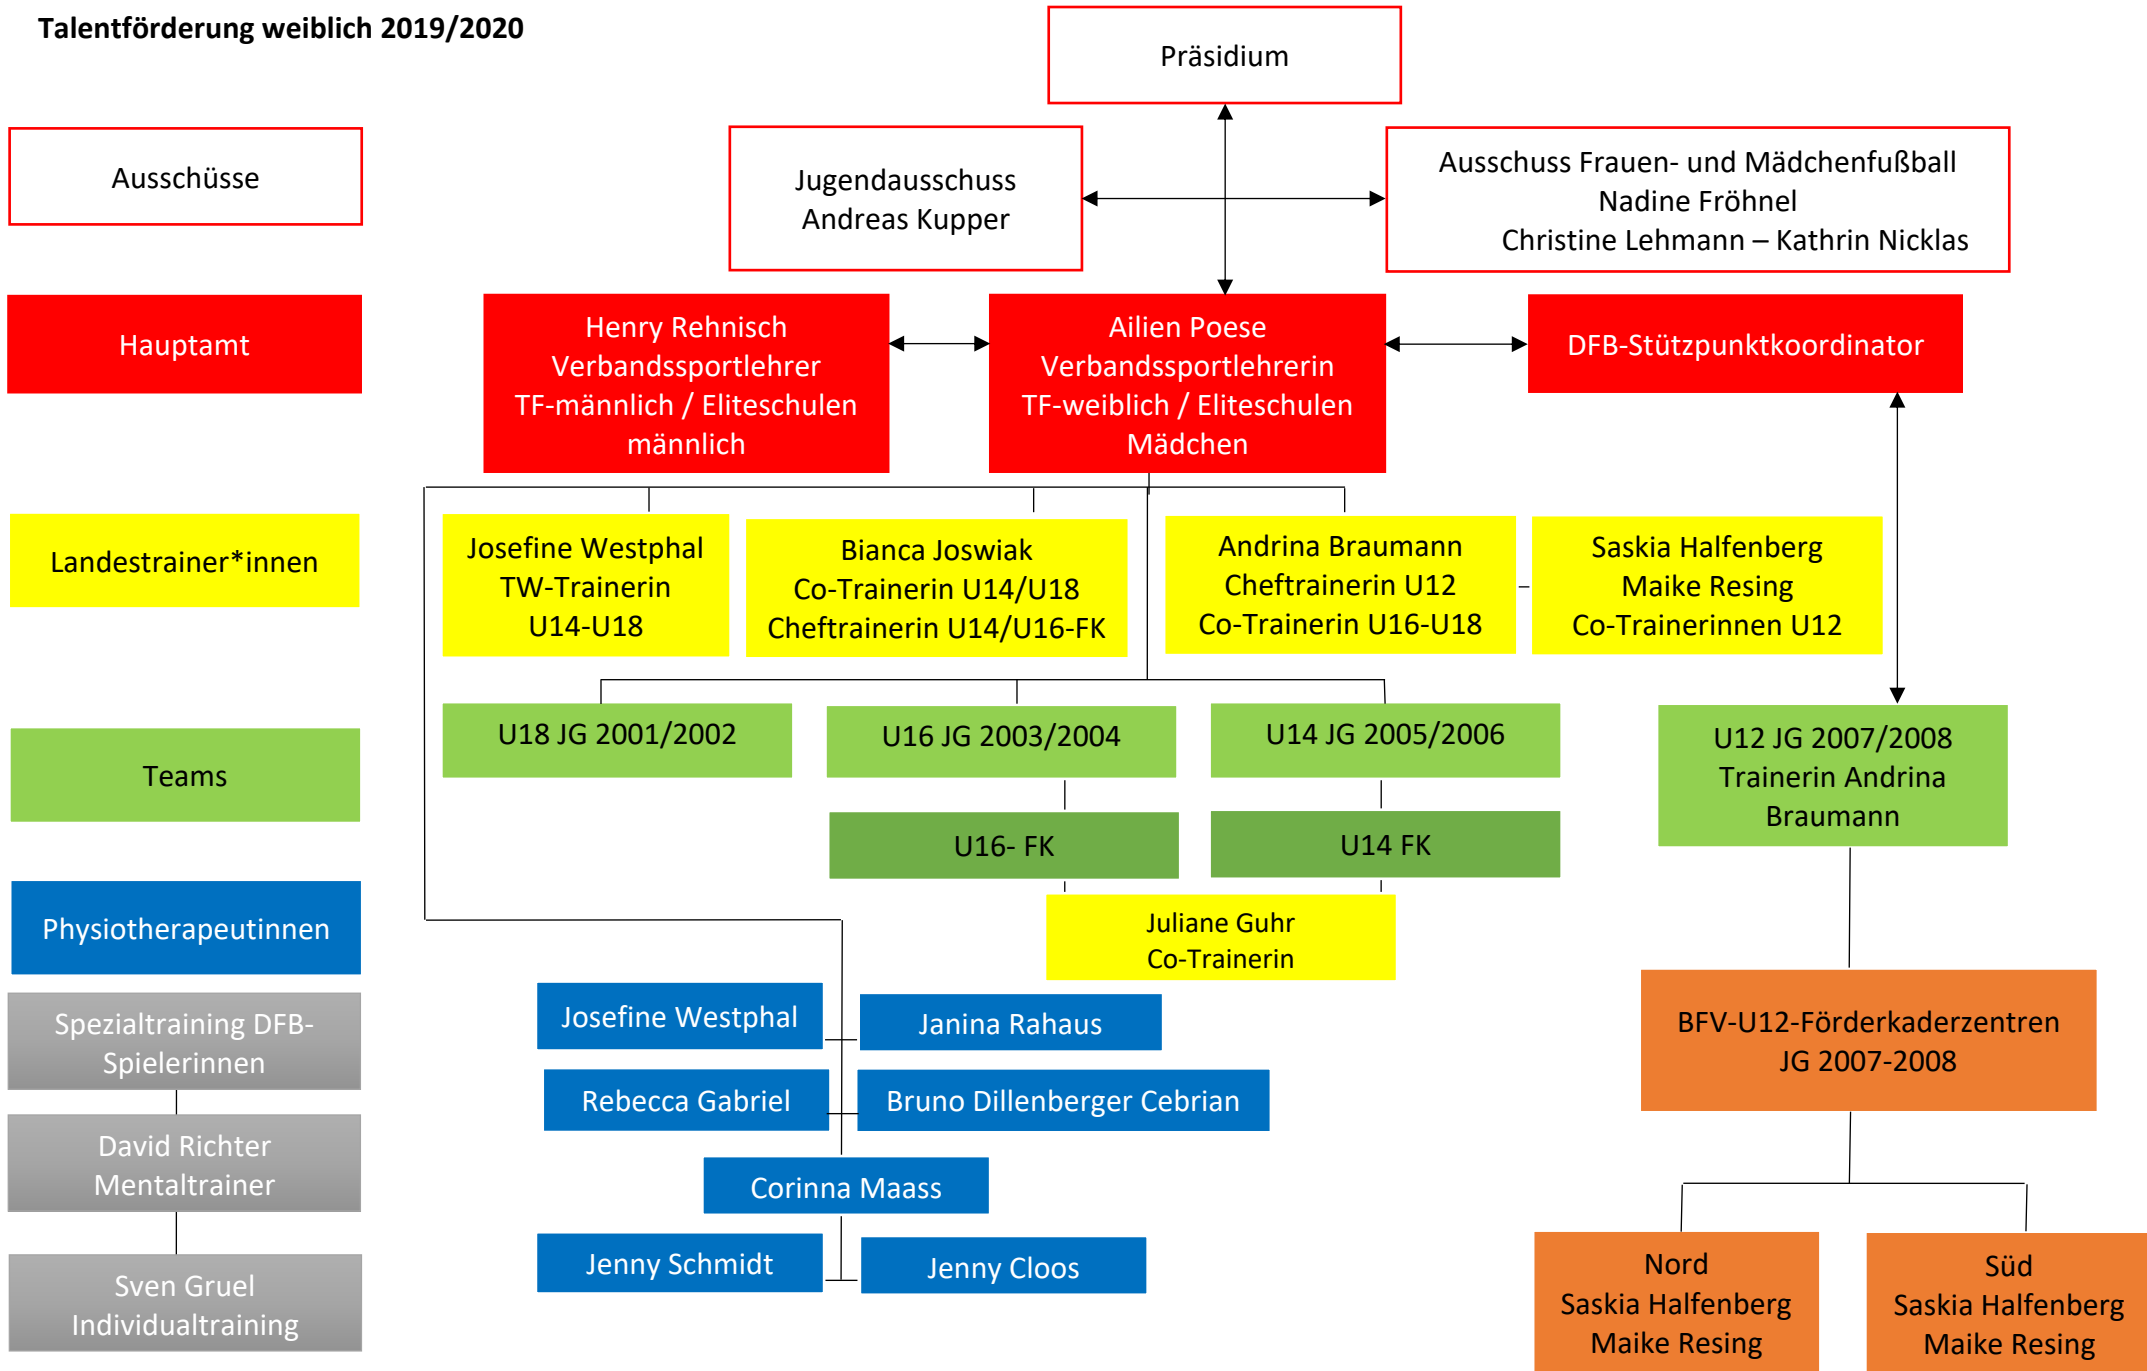 Talentförderung weiblich 2019/2020
Präsidium
Ausschüsse
Jugendausschuss
Andreas Kupper
Ausschuss Frauen- und Mädchenfußball
Nadine Fröhnel
Christine Lehmann – Kathrin Nicklas
Hauptamt
Henry Rehnisch
Verbandssportlehrer
TF-männlich / Eliteschulen
männlich
Ailien Poese
Verbandssportlehrerin
TF-weiblich / Eliteschulen
Mädchen
DFB-Stützpunktkoordinator
Landestrainer*innen
Josefine Westphal
TW-Trainerin
U14-U18
Bianca Joswiak
Co-Trainerin U14/U18
Cheftrainerin U14/U16-FK
Andrina Braumann
Cheftrainerin U12
Co-Trainerin U16-U18
Saskia Halfenberg
Maike Resing
Co-Trainerinnen U12
Teams
U18 JG 2001/2002
U16 JG 2003/2004
U14 JG 2005/2006
U12 JG 2007/2008
Trainerin Andrina
Braumann
U16- FK
U14 FK
Physiotherapeutinnen
Juliane Guhr
Co-Trainerin
Spezialtraining DFB-
Spielerinnen
Josefine Westphal
Janina Rahaus
BFV-U12-Förderkaderzentren
JG 2007-2008
Rebecca Gabriel
Bruno Dillenberger Cebrian
David Richter
Mentaltrainer
Corinna Maass
Sven Gruel
Individualtraining
Jenny Schmidt
Jenny Cloos
Nord
Saskia Halfenberg
Maike Resing
Süd
Saskia Halfenberg
Maike Resing